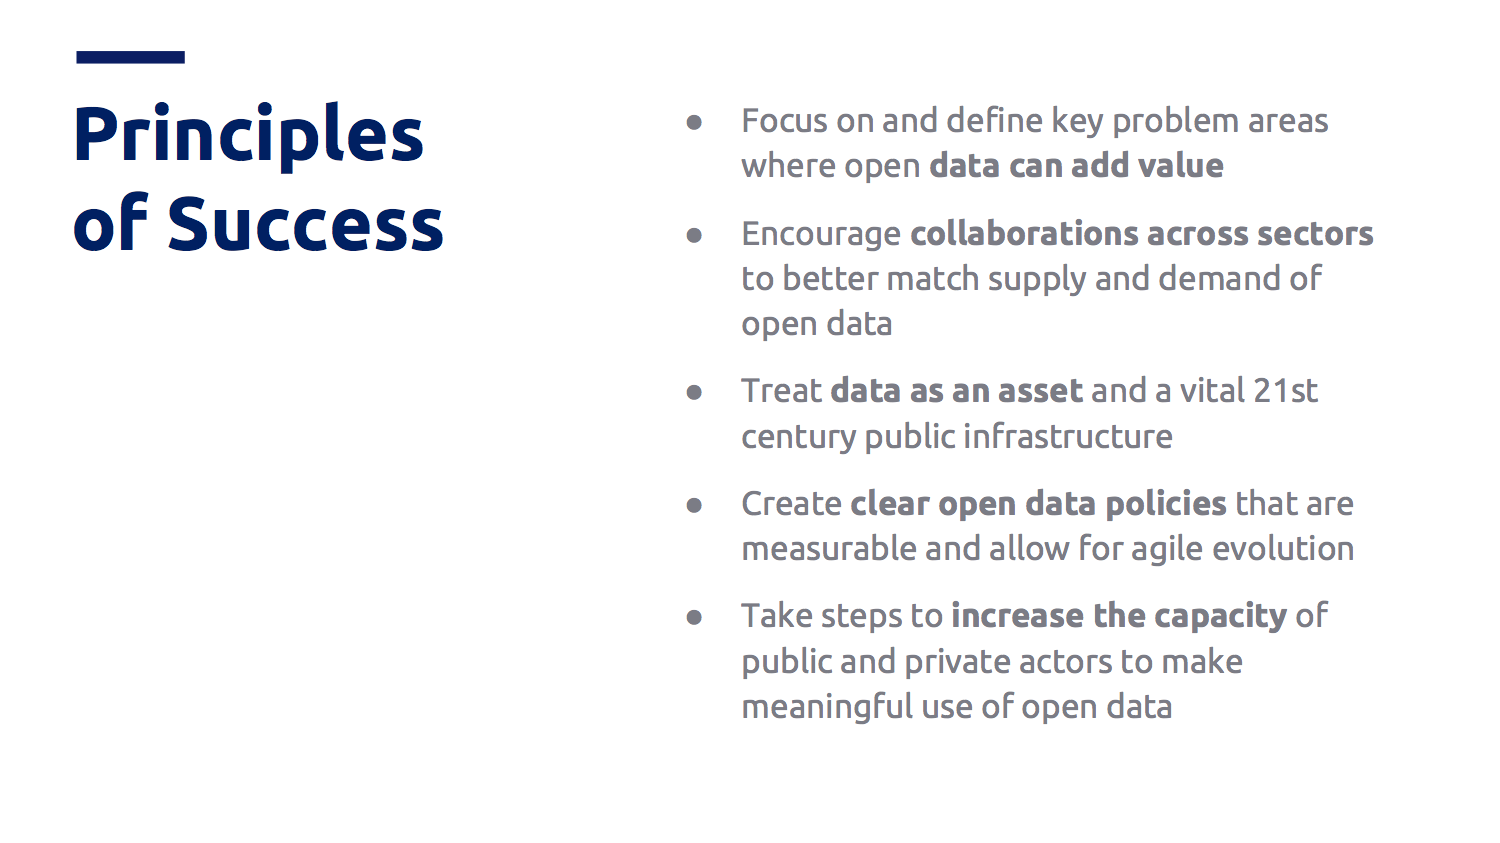 Principles
of Success
● Focus on and define key problem areas
where open data can add value
● Encourage collaborations across sectors
to better match supply and demand of
open data
● Treat data as an asset and a vital 21st
century public infrastructure
● Create clear open data policies that are
measurable and allow for agile evolution
● Take steps to increase the capacity of
public and private actors to make
meaningful use of open data